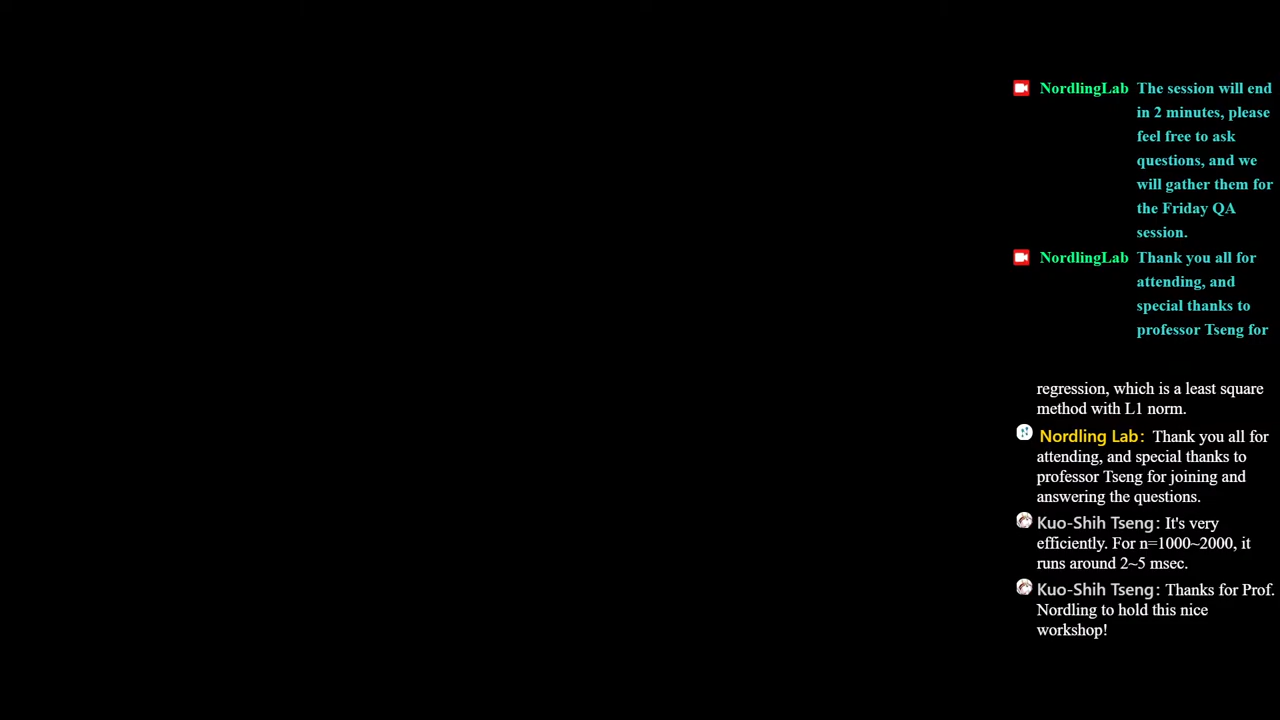 NordlingLab The session will end
in 2 minutes, please
feel free to ask
questions, and we
will gather them for
the Friday QA
session.
NordlingLab Thank you all for
attending, and
special thanks to
professor Tseng for
regression, which is a least square
method with L1 norm.
Nordling Lab: Thank you all for
attending, and special thanks to
professor Tseng for joining and
answering the questions.
Kuo-Shih Tseng: It's very
efficiently. For n=1000~2000, it
runs around 2~5 msec.
Kuo-Shih Tseng: Thanks for Prof.
Nordling to hold this nice
workshop!